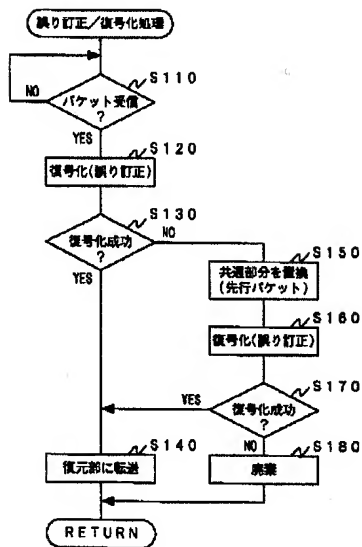 誤り訂正/復号化処理
S110
パケット受信
?
NO
YES
S120
復号化(誤り訂正)
S130
復号化成功
?
NO
YES
S150
共通部分を置換
(先行パケット)
S160
復号化(誤り訂正)
S170
復号化成功
?
YES
NO
S140
復元部に転送
S180
廃棄
RETURN